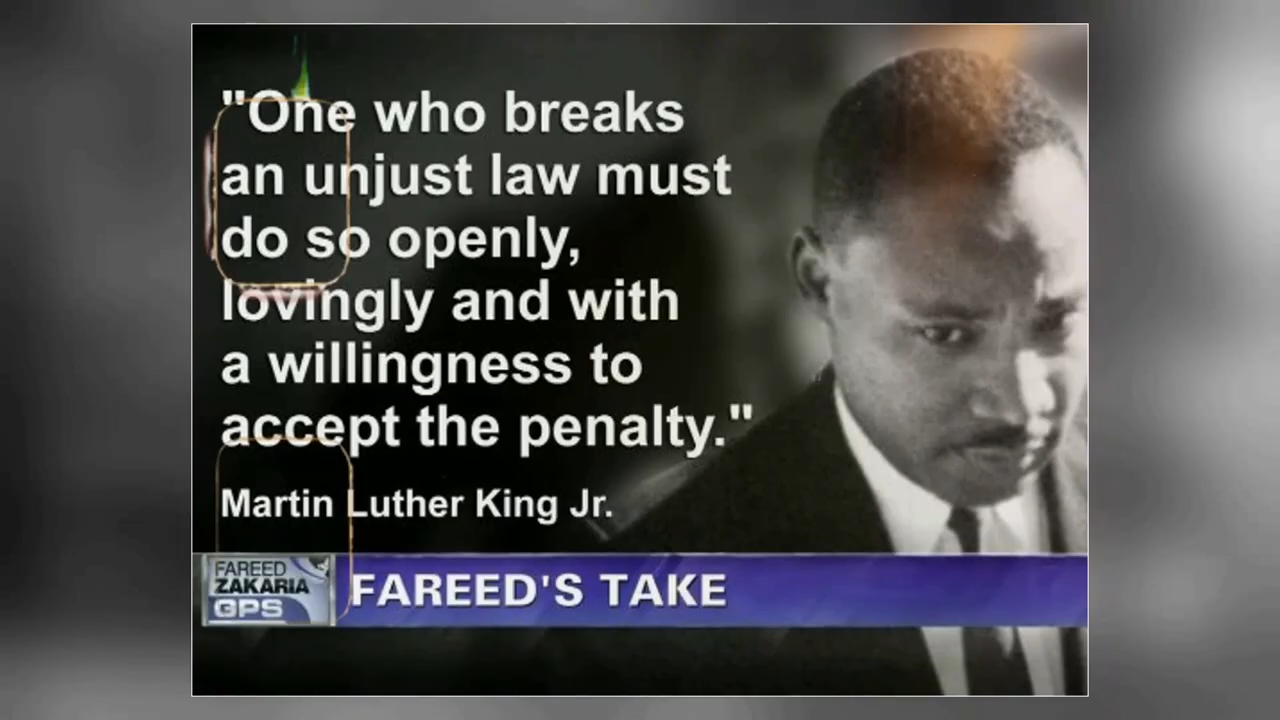 "One who breaks
an unjust law must
do so openly,
lovingly and with
a willingness to
accept the penalty."
Martin Luther King Jr.
FAREED
ZAKARIA
GPS
FAREED'S TAKE